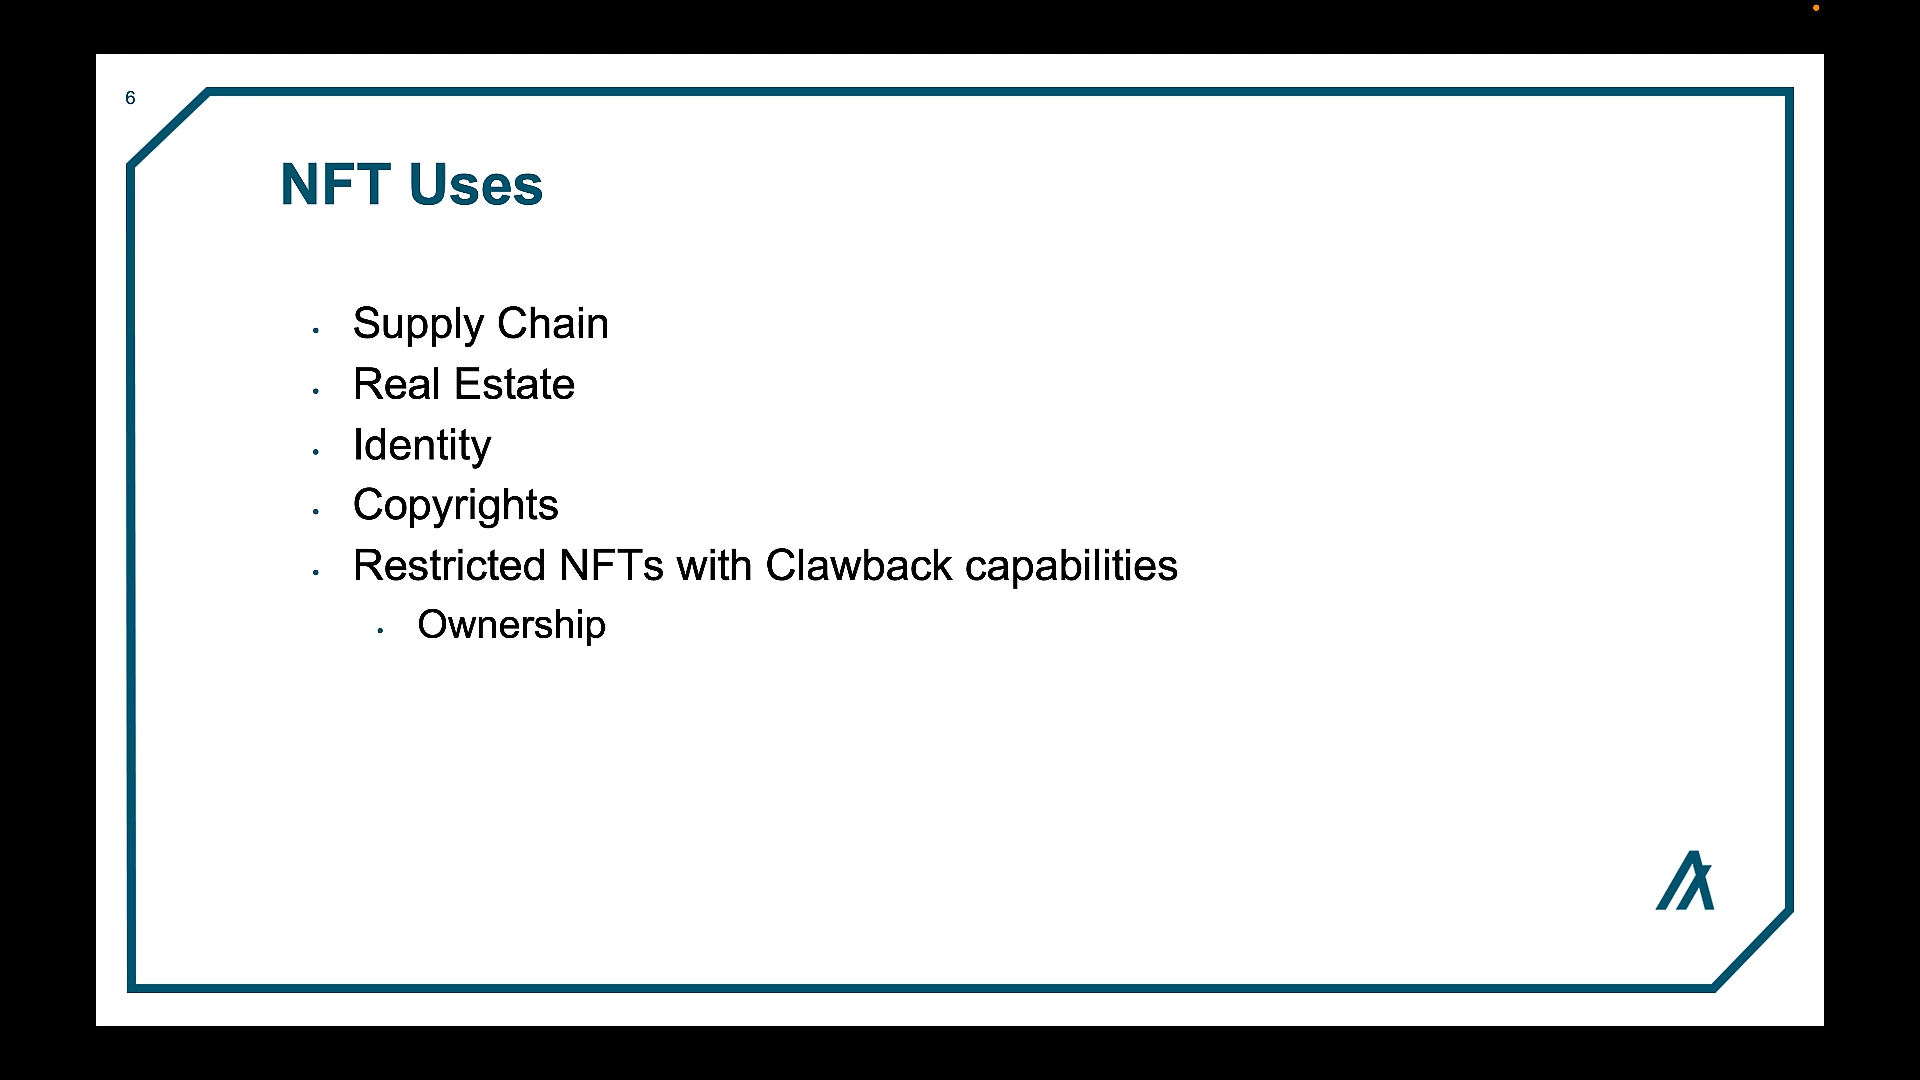 6
NFT Uses
• Supply Chain
• Real Estate
• Identity
• Copyrights
• Restricted NFTs with Clawback capabilities
• Ownership